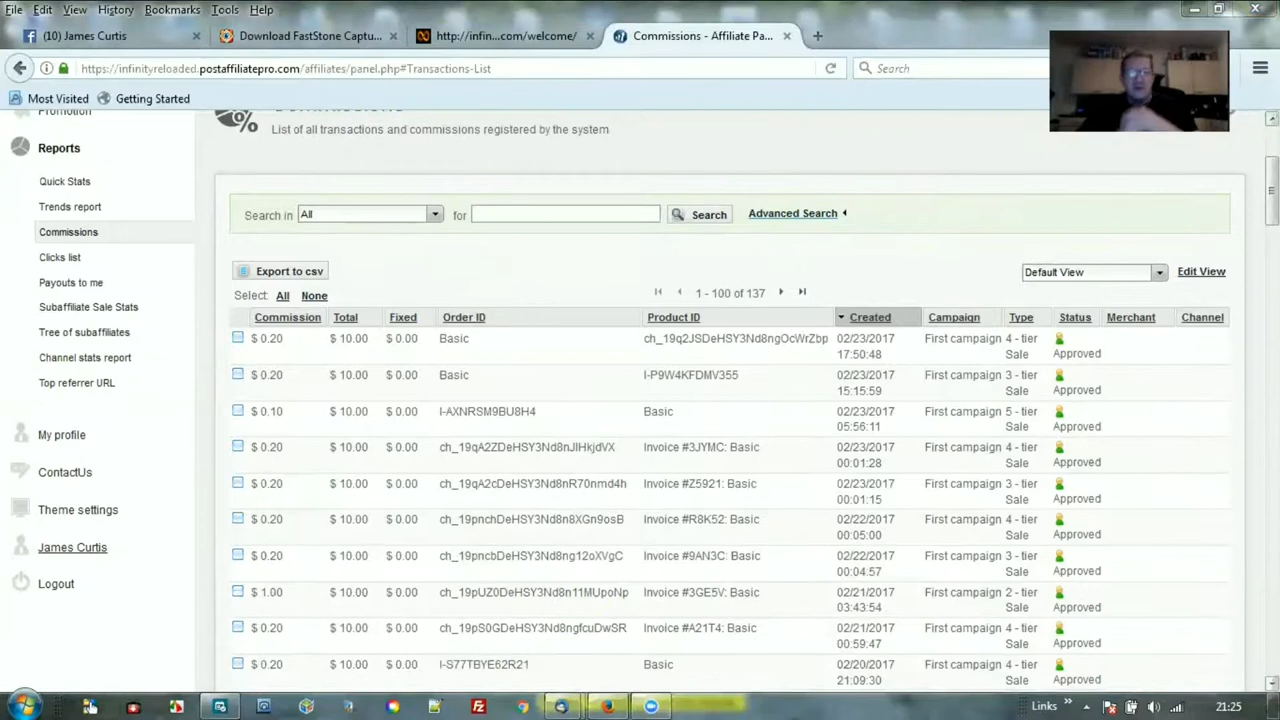 File Edit View History Bookmarks Tools Help
(10) James Curtis
Download FastStone Captu...
http://infin....com/welcome/
Commissions - Affiliate Pa...
https://infinityreloaded.postaffiliatepro.com/affiliates/panel.php#Transactions-List
Search
Most Visited Getting Started
Promotion
List of all transactions and commissions registered by the system
Reports
Quick Stats
Trends report
Commissions
Clicks list
Payouts to me
Subaffiliate Sale Stats
Tree of subaffiliates
Channel stats report
Top referrer URL
My profile
ContactUs
Theme settings
James Curtis
Logout
Search in All for Search Advanced Search
Export to csv
Default View Edit View
Select: All None
1 - 100 of 137
Commission Total Fixed Order ID Product ID Created Campaign Type Status Merchant Channel
$ 0.20 $ 10.00 $ 0.00 Basic ch_19q2JSDeHSY3Nd8ngOcWrZbp 02/23/2017 First campaign 4 - tier
17:50:48 Sale Approved
$ 0.20 $ 10.00 $ 0.00 Basic I-P9W4KFDMV355 02/23/2017 First campaign 3 - tier
15:15:59 Sale Approved
$ 0.10 $ 10.00 $ 0.00 I-AXNRSM9BU8H4 Basic 02/23/2017 First campaign 5 - tier
05:56:11 Sale Approved
$ 0.20 $ 10.00 $ 0.00 ch_19qA2ZDeHSY3Nd8nJlHkjdVX Invoice #3JYMC: Basic 02/23/2017 First campaign 4 - tier
00:01:28 Sale Approved
$ 0.20 $ 10.00 $ 0.00 ch_19qA2cDeHSY3Nd8nR70nmd4h Invoice #Z5921: Basic 02/23/2017 First campaign 3 - tier
00:01:15 Sale Approved
$ 0.20 $ 10.00 $ 0.00 ch_19pnchDeHSY3Nd8n8XGn9osB Invoice #R8K52: Basic 02/22/2017 First campaign 4 - tier
00:05:00 Sale Approved
$ 0.20 $ 10.00 $ 0.00 ch_19pncbDeHSY3Nd8ng12oXVgC Invoice #9AN3C: Basic 02/22/2017 First campaign 3 - tier
00:04:57 Sale Approved
$ 1.00 $ 10.00 $ 0.00 ch_19pUZ0DeHSY3Nd8n11MUpoNp Invoice #3GE5V: Basic 02/21/2017 First campaign 2 - tier
03:43:54 Sale Approved
$ 0.20 $ 10.00 $ 0.00 ch_19pS0GDeHSY3Nd8ngfcuDwSR Invoice #A21T4: Basic 02/21/2017 First campaign 4 - tier
00:59:47 Sale Approved
$ 0.20 $ 10.00 $ 0.00 I-S77TBYE62R21 Basic 02/20/2017 First campaign 4 - tier
21:09:30 Sale Approved
Links 21:25